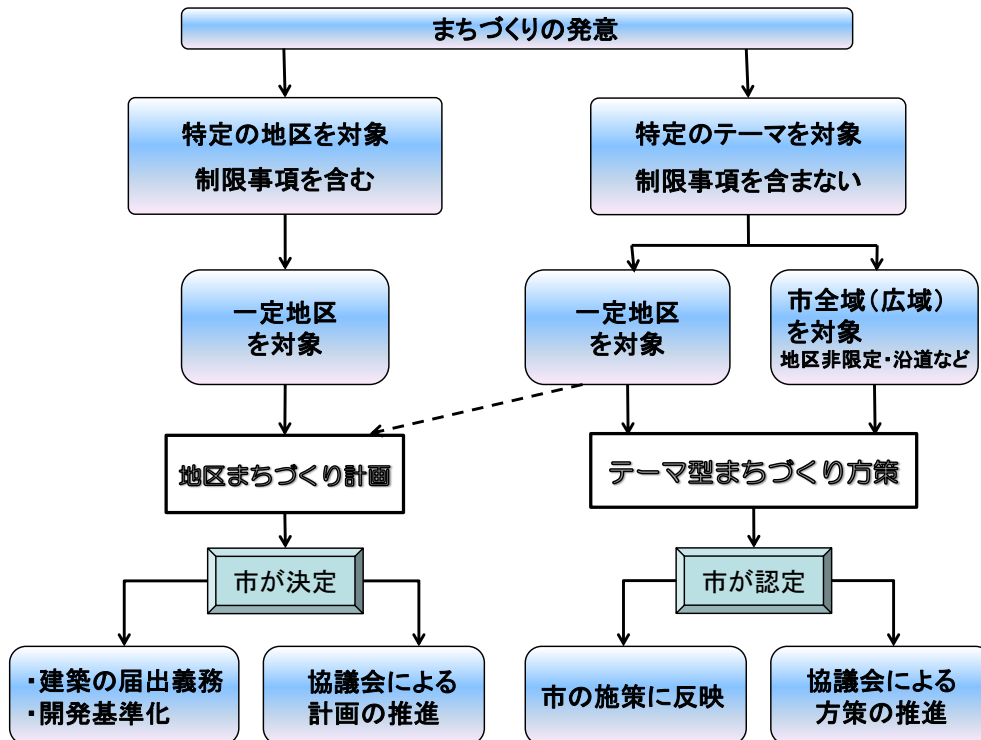 まちづくりの発意
特定の地区を対象
制限事項を含む
特定のテーマを対象
制限事項を含まない
一定地区
を対象
一定地区
を対象
市全域（広域）
を対象
地区非限定・沿道など
地区まちづくり計画
テーマ型まちづくり方策
市が決定
市が認定
・建築の届出義務
・開発基準化
協議会による
計画の推進
市の施策に反映
協議会による
方策の推進